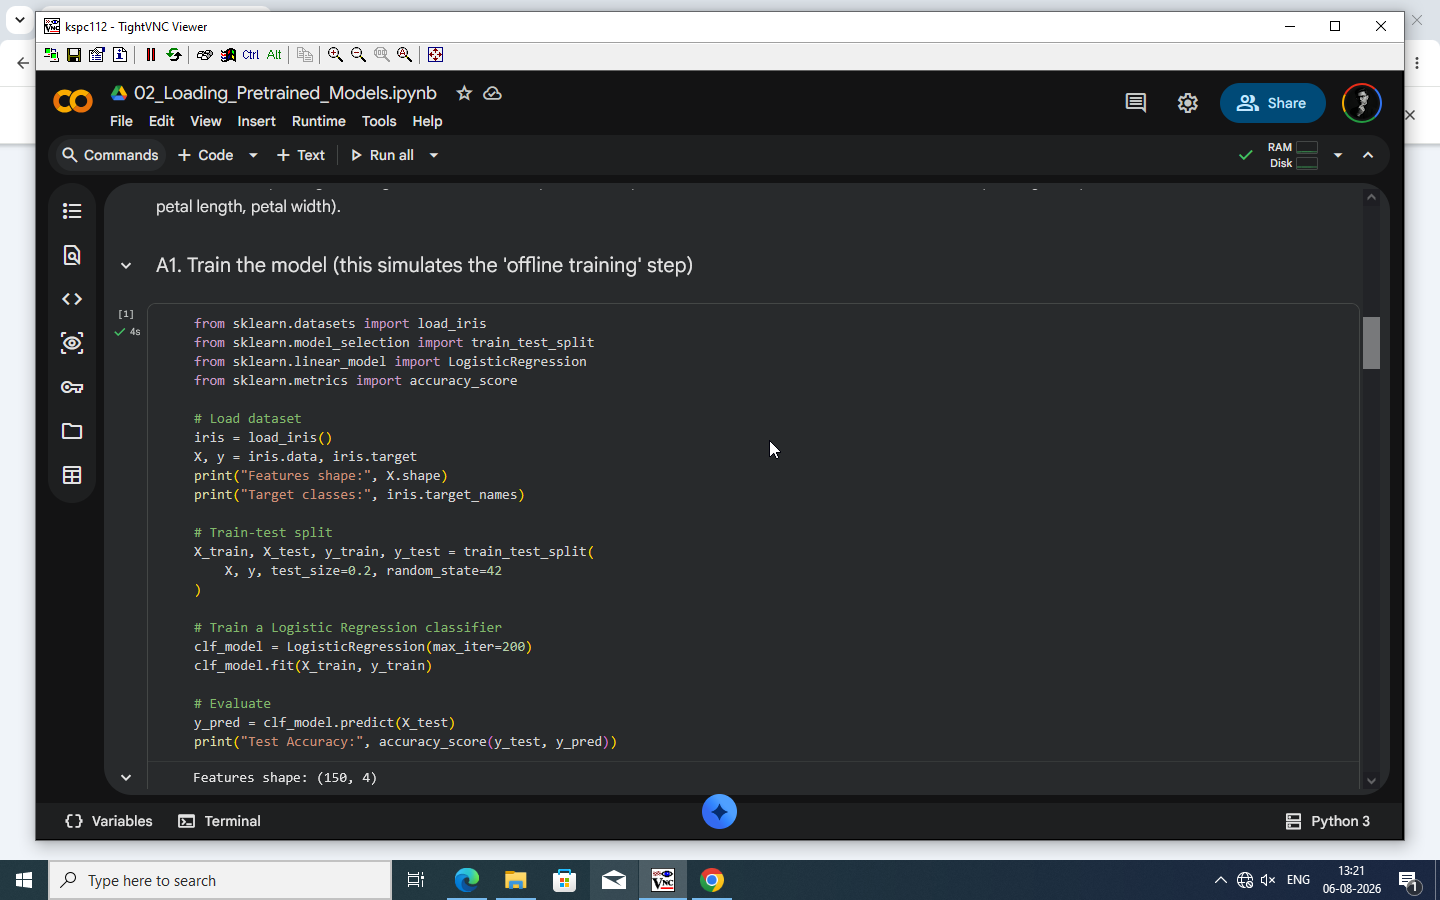 kspc112 - TightVNC Viewer
Ctrl Alt
02_Loading_Pretrained_Models.ipynb
File Edit View Insert Runtime Tools Help
Share
Commands + Code + Text Run all
RAM
Disk
petal length, petal width).
A1. Train the model (this simulates the 'offline training' step)
[1]
4s
from sklearn.datasets import load_iris
from sklearn.model_selection import train_test_split
from sklearn.linear_model import LogisticRegression
from sklearn.metrics import accuracy_score
# Load dataset
iris = load_iris()
X, y = iris.data, iris.target
print("Features shape:", X.shape)
print("Target classes:", iris.target_names)
# Train-test split
X_train, X_test, y_train, y_test = train_test_split(
X, y, test_size=0.2, random_state=42
)
# Train a Logistic Regression classifier
clf_model = LogisticRegression(max_iter=200)
clf_model.fit(X_train, y_train)
# Evaluate
y_pred = clf_model.predict(X_test)
print("Test Accuracy:", accuracy_score(y_test, y_pred))
Features shape: (150, 4)
Variables Terminal Python 3
Type here to search
ENG
13:21
06-08-2026
1